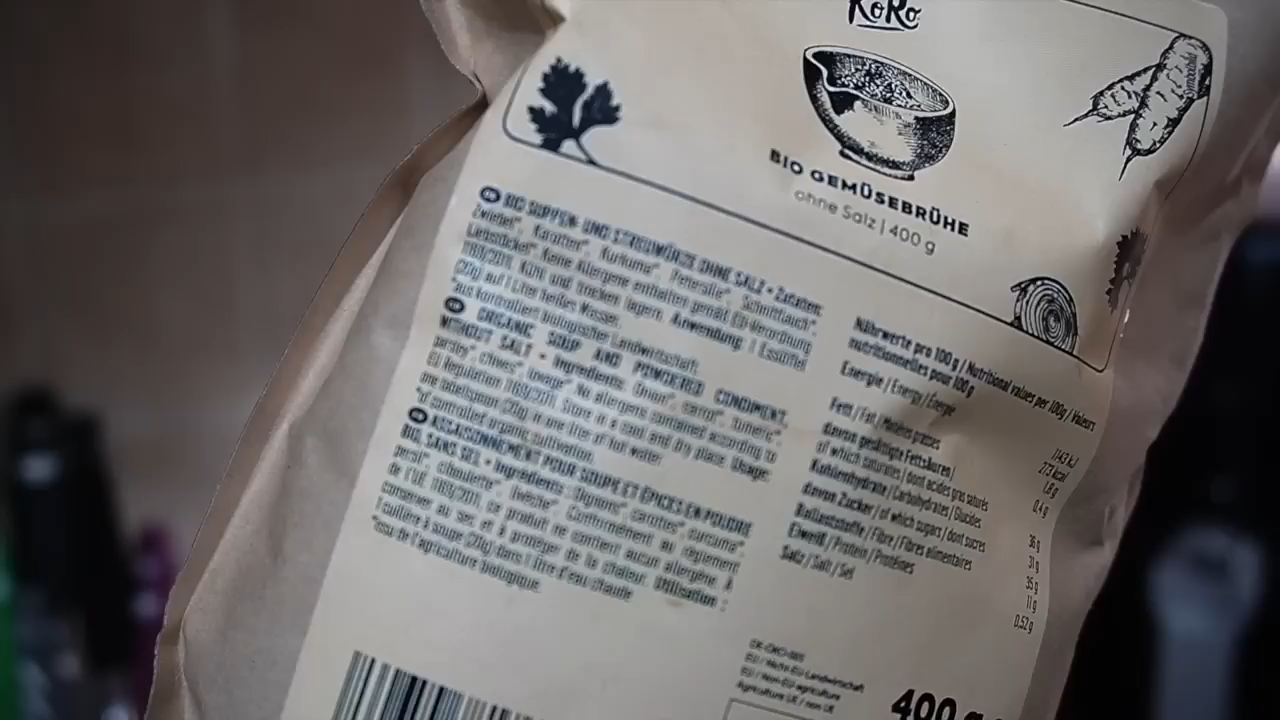 KoRo
BIO GEMÜSEBRÜHE
ohne Salz | 400 g
BIO SUPPEN- UND STREUWÜRZE OHNE SALZ • Zutaten:
Zwiebel*, Karotten*, Kurkuma*, Petersilie*, Schnittlauch*,
Liebstöckel*. Keine Allergene enthalten gemäß EU-Verordnung
1169/2011. Kühl und trocken lagern. Anwendung: 1 Esslöffel
(20g) auf 1 Liter heißes Wasser.
*aus kontrolliert biologischer Landwirtschaft.
ORGANIC SOUP AND POWDERED CONDIMENT
WITHOUT SALT • Ingredients: Onion*, carrot*, turmeric*,
parsley*, chives*, lovage*. No allergens contained according to
EU Regulation 1169/2011. Store in a cool and dry place. Usage:
one tablespoon (20g) in one liter of hot water.
*of controlled organic cultivation.
ASSAISONNEMENT POUR SOUPE ET ÉPICES EN POUDRE
BIO, SANS SEL • Ingrédients : Oignons*, carottes*, curcuma*,
persil*, ciboulette*, livèche*. Conformément au règlement
de l'UE 1169/2011, ce produit ne contient aucun allergène. À
conserver au sec et à protéger de la chaleur. Utilisation :
1 cuillère à soupe (20g) dans 1 litre d'eau chaude
*issu de l'agriculture biologique.
Nährwerte pro 100g / Nutritional values per 100g / Valeurs
nutritionnelles pour 100g
Energie / Energy / Énergie
1143 kJ
273 kcal
Fett / Fat / Matières grasses
1,8 g
davon gesättigte Fettsäuren /
of which saturates / dont acides gras saturés
0,4 g
Kohlenhydrate / Carbohydrates / Glucides
36 g
davon Zucker / of which sugars / dont sucres
31 g
Ballaststoffe / Fibre / Fibres alimentaires
35 g
Eiweiß / Protein / Protéines
11 g
Salz / Salt / Sel
0,52 g
EU / Nicht-EU-Landwirtschaft
EU / Non-EU-agriculture
Agriculture UE / non UE
400 g